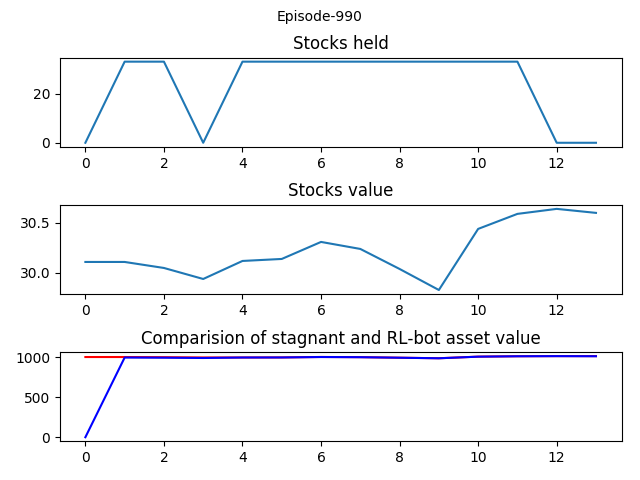 Episode-990
Stocks held
20
0
0 2 4 6 8 10 12
Stocks value
30.5
30.0
0 2 4 6 8 10 12
Comparision of stagnant and RL-bot asset value
1000
500
0
0 2 4 6 8 10 12